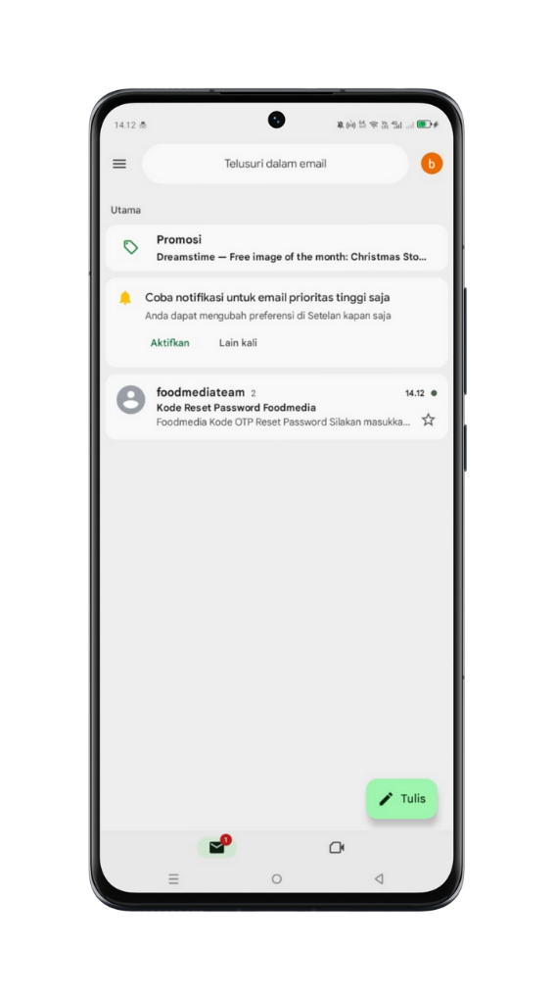 14.12
Telusuri dalam email
b
Utama
Promosi
Dreamstime — Free image of the month: Christmas Sto...
Coba notifikasi untuk email prioritas tinggi saja
Anda dapat mengubah preferensi di Setelan kapan saja
Aktifkan Lain kali
foodmediateam 2 14.12
Kode Reset Password Foodmedia
Foodmedia Kode OTP Reset Password Silakan masukka...
Tulis
1